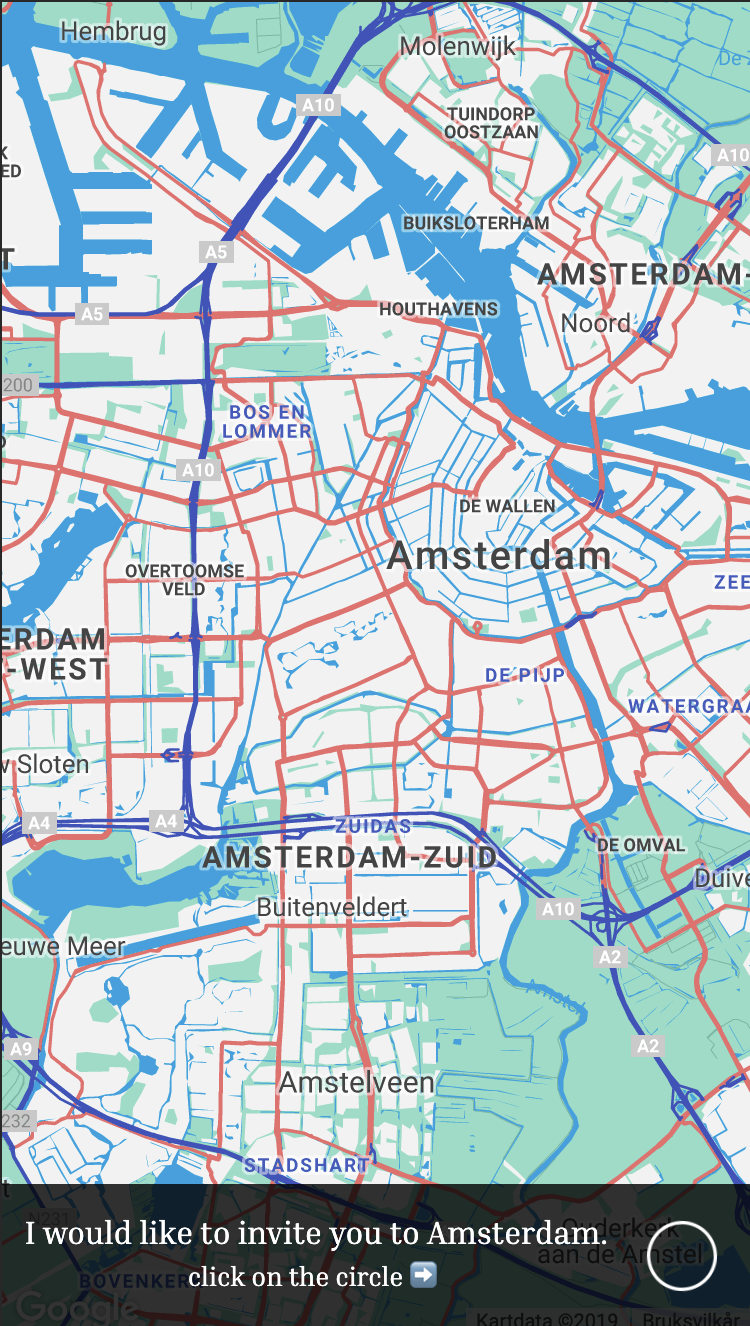 Hembrug
Molenwijk
A10
TUINDORP
OOSTZAAN
A10
BUIKSLOTERHAM
A5
AMSTERDAM-
A5
HOUTHAVENS
Noord
200
BOS EN
LOMMER
A10
DE WALLEN
Amsterdam
OVERTOOMSE
VELD
ZEE
ERDAM
-WEST
DE PIJP
WATERGRAA
Sloten
A4
A4
ZUIDAS
DE OMVAL
AMSTERDAM-ZUID
Duive
Buitenveldert
A10
euwe Meer
A2
Amstel
A9
A2
Amstelveen
232
STADSHART
N231
I would like to invite you to Amsterdam.
Ouderkerk
aan de Amstel
click on the circle ➡️
BOVENKER
Google
Kartdata ©2019
Bruksvilkår